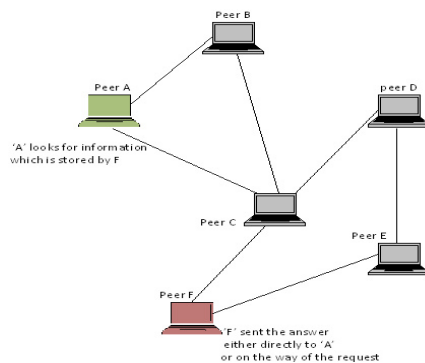 Peer B
Peer A
peer D
'A' looks for information
which is stored by F
Peer C
Peer E
Peer F
'F' sent the answer
either directly to 'A'
or on the way of the request